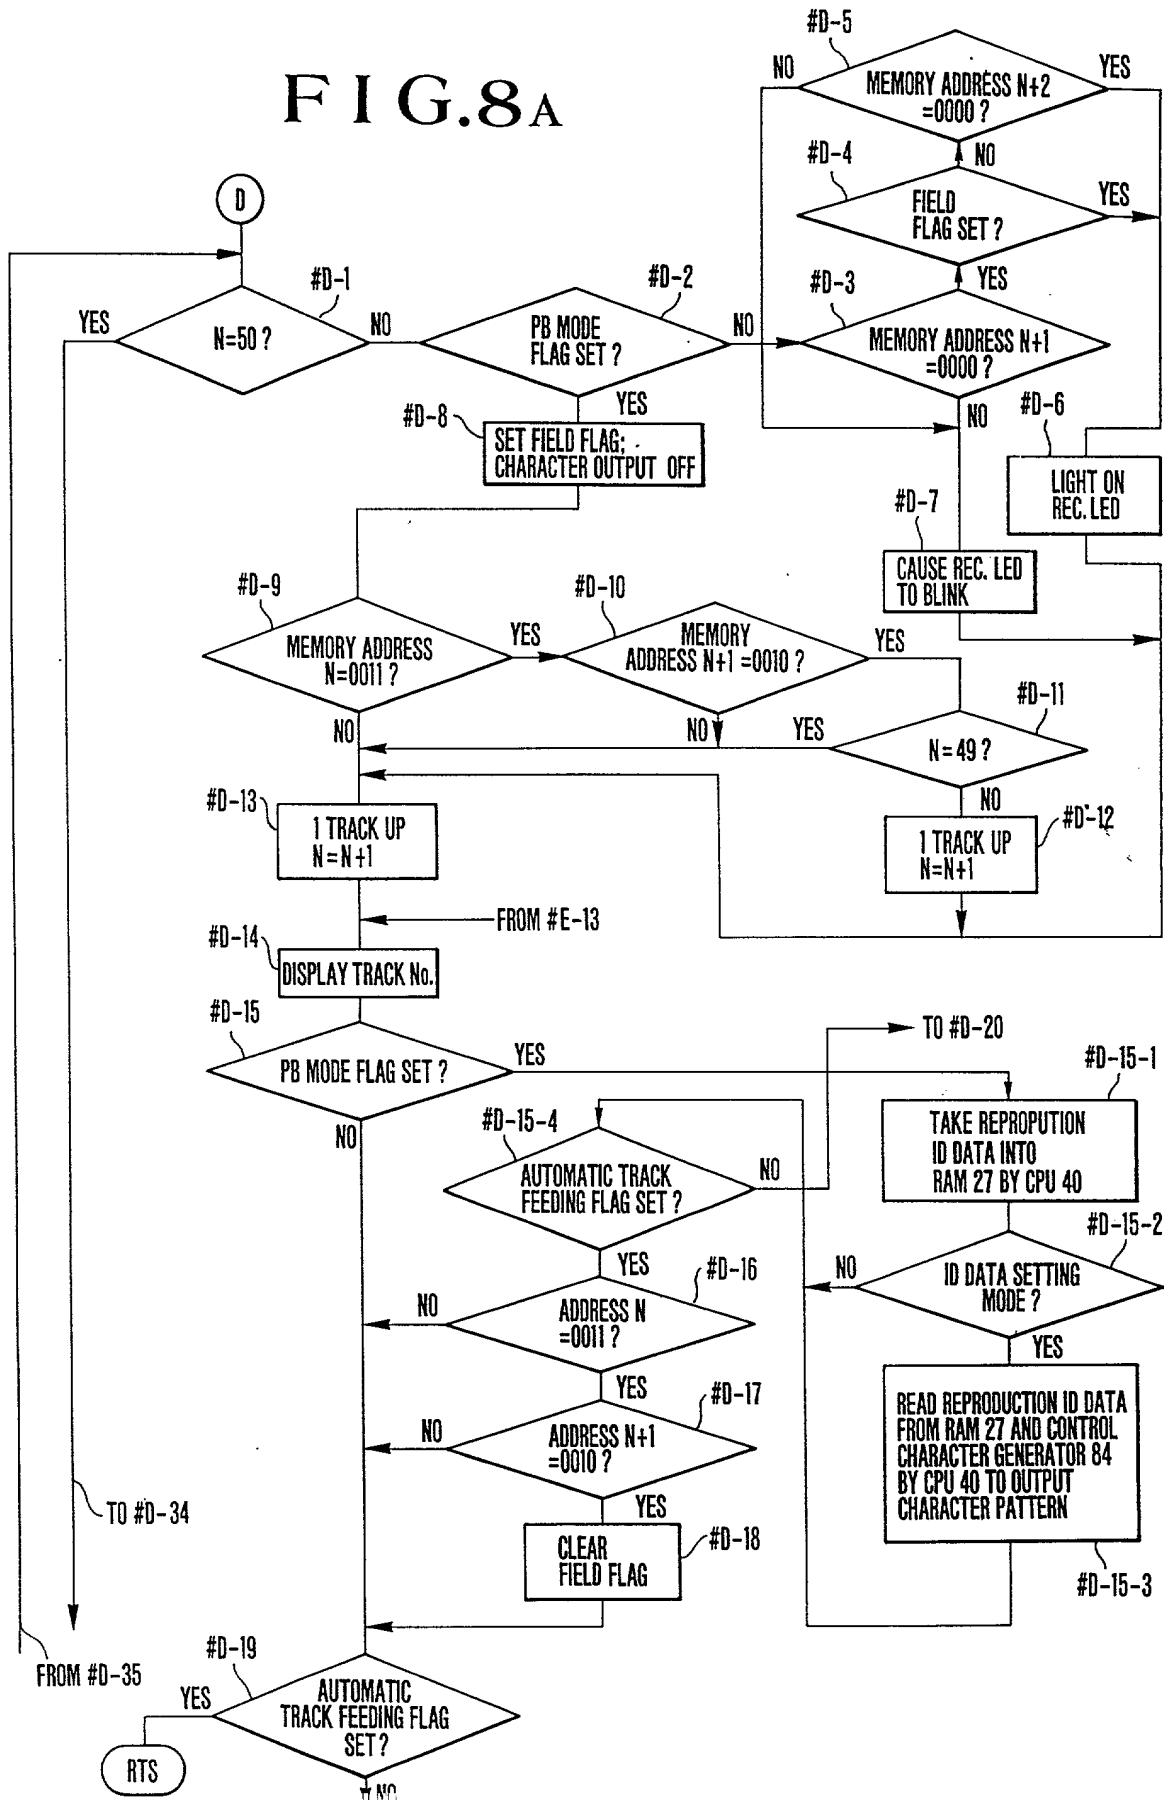 FIG.8A
#D-5
NO
YES
MEMORY ADDRESS N+2
=0000 ?
#D-4
NO
YES
FIELD
FLAG SET ?
D
#D-3
YES
#D-1
#D-2
YES
N=50 ?
NO
PB MODE
FLAG SET ?
NO
MEMORY ADDRESS N+1
=0000 ?
YES
NO
#D-6
#D-8
SET FIELD FLAG;
CHARACTER OUTPUT OFF
LIGHT ON
REC. LED
#D-7
CAUSE REC. LED
TO BLINK
#D-9
#D-10
MEMORY ADDRESS
N=0011 ?
YES
MEMORY
ADDRESS N+1 =0010 ?
YES
#D-11
NO
NO
YES
N=49 ?
NO
#D-13
1 TRACK UP
N=N+1
#D-12
1 TRACK UP
N=N+1
FROM #E-13
#D-14
DISPLAY TRACK No.
#D-15
PB MODE FLAG SET ?
YES
TO #D-20
#D-15-1
NO
TAKE REPROPUTION
ID DATA INTO
RAM 27 BY CPU 40
#D-15-4
AUTOMATIC TRACK
FEEDING FLAG SET ?
NO
#D-15-2
YES
NO
ID DATA SETTING
MODE ?
#D-16
NO
ADDRESS N
=0011 ?
YES
YES
READ REPRODUCTION ID DATA
FROM RAM 27 AND CONTROL
CHARACTER GENERATOR 84
BY CPU 40 TO OUTPUT
CHARACTER PATTERN
#D-17
NO
ADDRESS N+1
=0010 ?
YES
TO #D-34
#D-18
CLEAR
FIELD FLAG
#D-15-3
#D-19
FROM #D-35
YES
AUTOMATIC
TRACK FEEDING FLAG
SET ?
RTS
NO